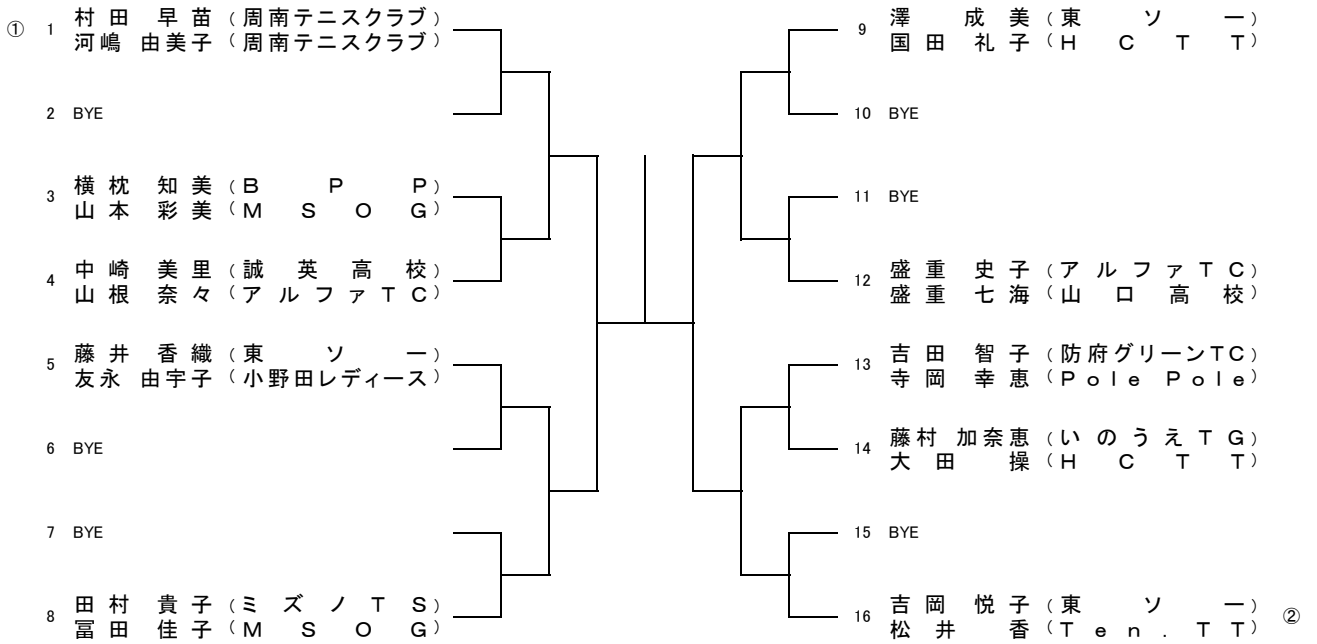 ① 1 村田 早苗 (周南テニスクラブ)
河嶋 由美子 (周南テニスクラブ)
2 BYE
3 横枕 知美 (BPP)
山本 彩美 (MSOG)
4 中崎 美里 (誠英高校)
山根 奈々 (アルファTC)
5 藤井 香織 (東ソー)
友永 由宇子 (小野田レディース)
6 BYE
7 BYE
8 田村 貴子 (ミズノTS)
冨田 佳子 (MSOG)
9 澤 成美 (東ソー)
国田 礼子 (HCTT)
10 BYE
11 BYE
12 盛重 史子 (アルファTC)
盛重 七海 (山口高校)
13 吉田 智子 (防府グリーンTC)
寺岡 幸恵 (Pole Pole)
14 藤村 加奈恵 (いのうえTG)
大田 操 (HCTT)
15 BYE
16 吉岡 悦子 (東ソー) ②
松井 香 (Ten.TT)